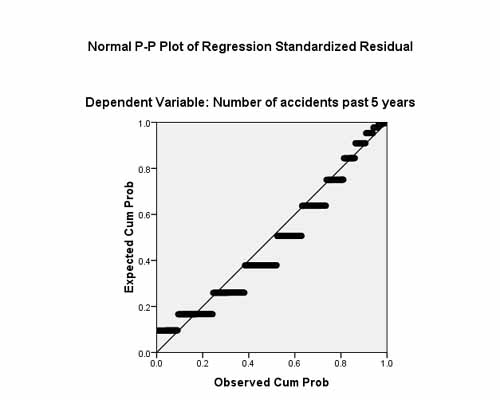 Normal P-P Plot of Regression Standardized Residual
Dependent Variable: Number of accidents past 5 years
Expected Cum Prob
1.0
0.8
0.6
0.4
0.2
0.0
0.0 0.2 0.4 0.6 0.8 1.0
Observed Cum Prob